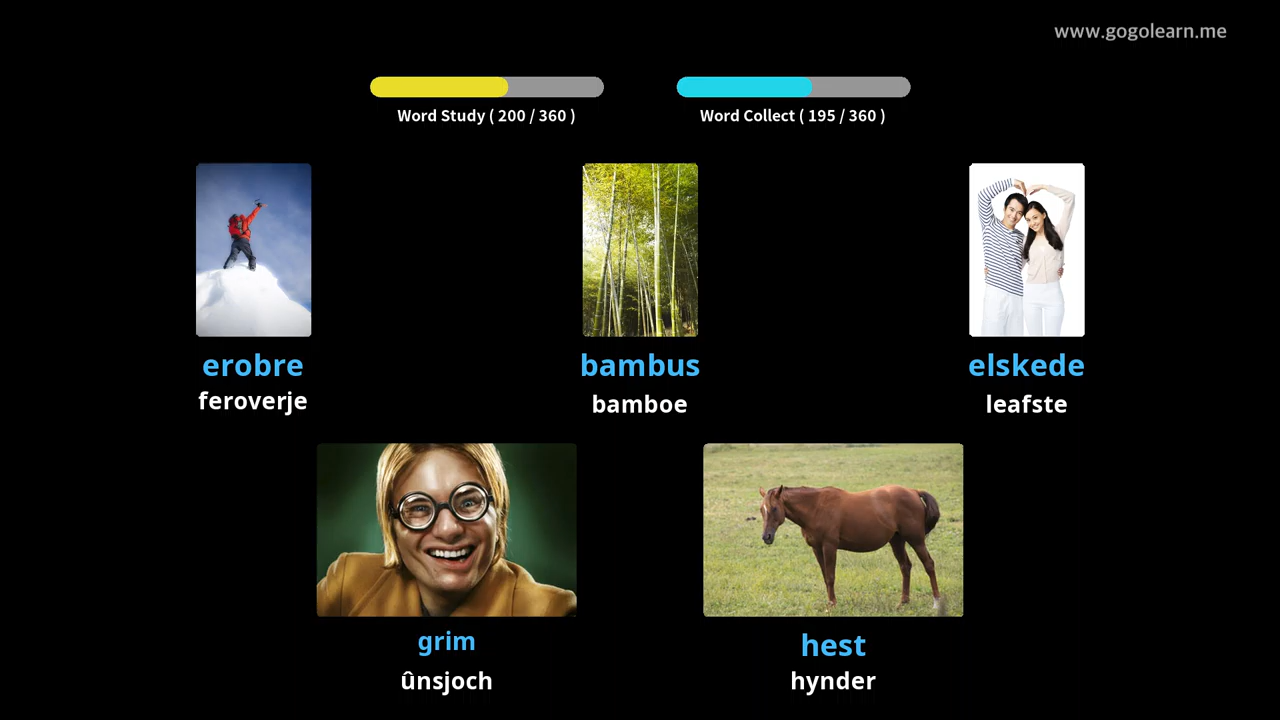 www.gogolearn.me
Word Study ( 200 / 360 )
Word Collect ( 195 / 360 )
erobre
feroverje
bambus
bamboe
elskede
leafste
grim
ûnsjoch
hest
hynder